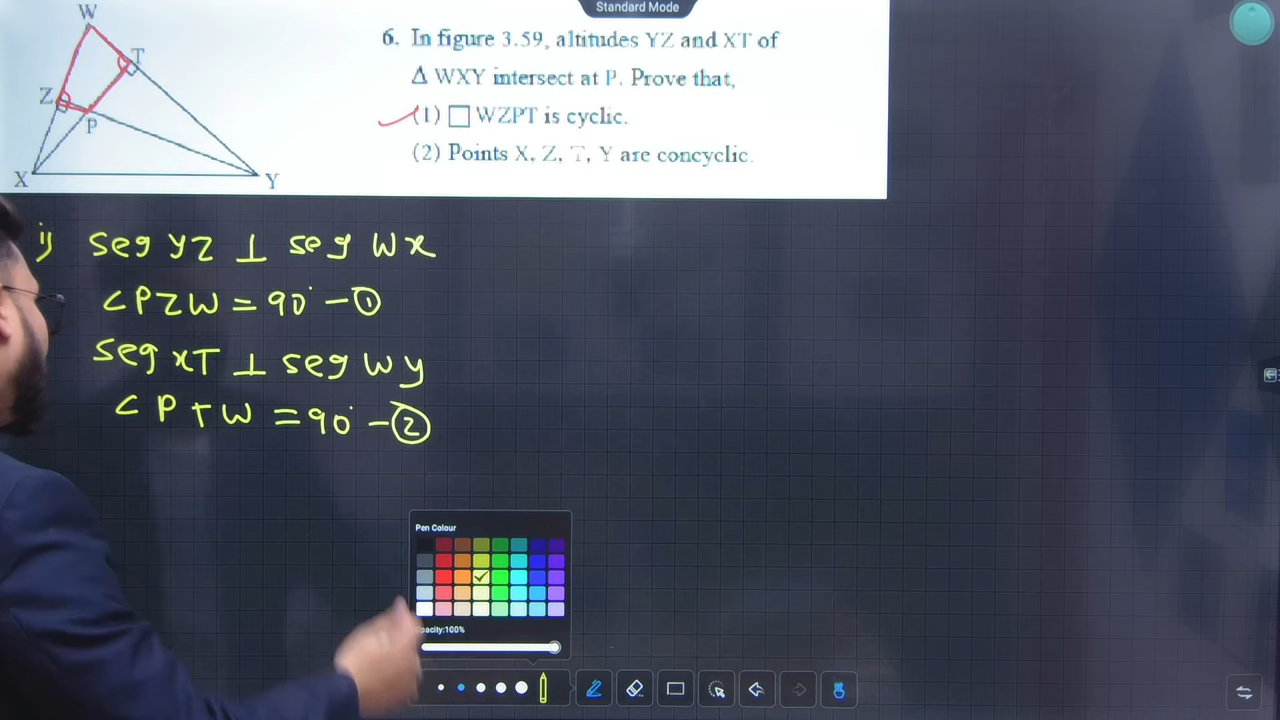 Standard Mode
W
T
Z
P
X
Y
6. In figure 3.59, altitudes YZ and XT of
Δ WXY intersect at P. Prove that,
(1) □ WZPT is cyclic.
(2) Points X, Z, T, Y are concyclic.
i) seg YZ ⊥ seg WX
∠PZW = 90° - ①
seg XT ⊥ seg WY
∠PTW = 90° - ②
Pen Colour
Opacity:100%